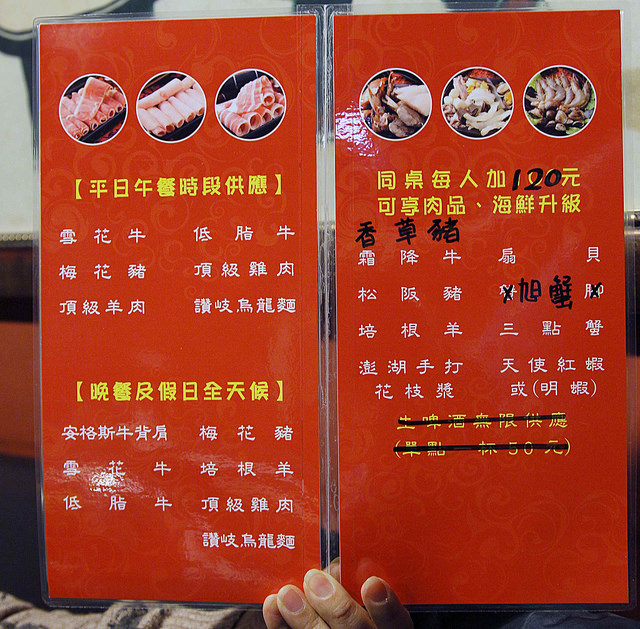 【平日午餐時段供應】
雪花牛 低脂牛
梅花豬 頂級雞肉
頂級羊肉 讚岐烏龍麵
【晚餐及假日全天候】
安格斯牛背肩 梅花豬
雪花牛 培根羊
低脂牛 頂級雞肉
讚岐烏龍麵
同桌每人加120元
可享肉品、海鮮升級
香草豬
霜降牛 扇貝
松阪豬 旭蟹
培根羊 三點蟹
澎湖手打 天使紅蝦
花枝漿 或(明蝦)
生啤酒無限供應
(單點一杯50元)